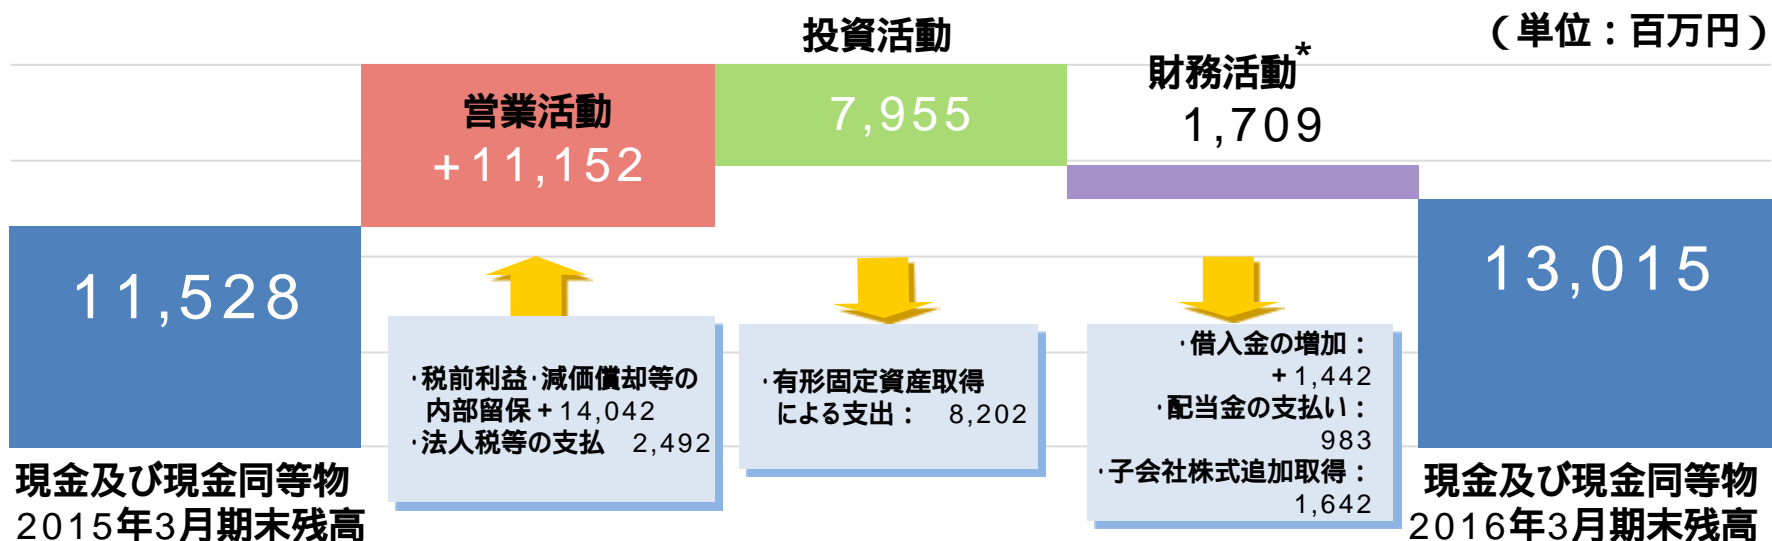 (単位：百万円)
投資活動
7,955
財務活動*
1,709
営業活動
+11,152
11,528
13,015
・税前利益・減価償却等の
内部留保+14,042
・法人税等の支払 2,492
・有形固定資産取得
による支出： 8,202
・借入金の増加：
+1,442
・配当金の支払い：
983
・子会社株式追加取得：
1,642
現金及び現金同等物
2015年3月期末残高
現金及び現金同等物
2016年3月期末残高